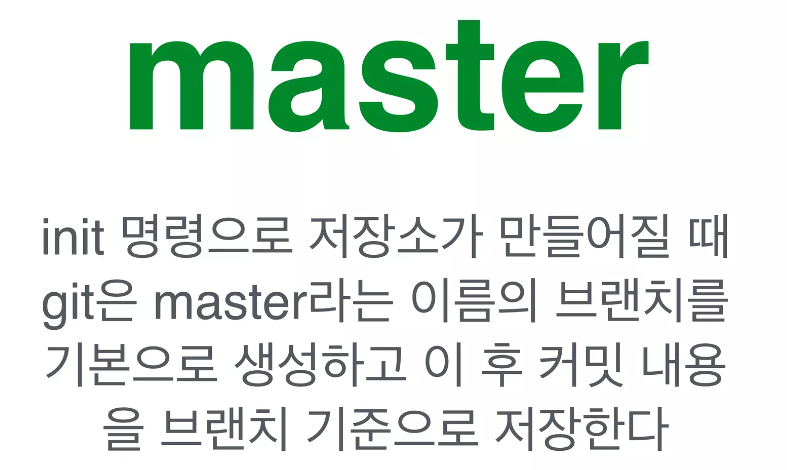 master
init 명령으로 저장소가 만들어질 때
git은 master라는 이름의 브랜치를
기본으로 생성하고 이 후 커밋 내용
을 브랜치 기준으로 저장한다